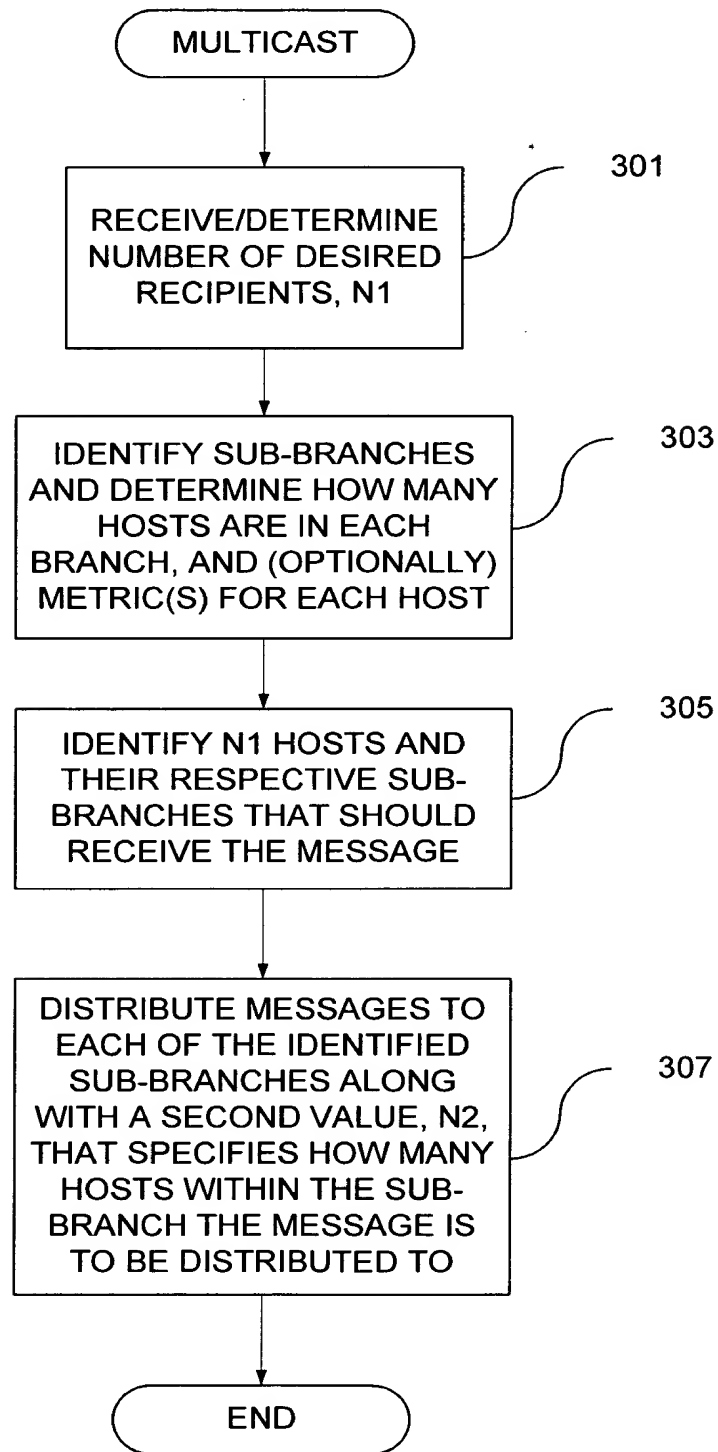 MULTICAST
301
RECEIVE/DETERMINE
NUMBER OF DESIRED
RECIPIENTS, N1
303
IDENTIFY SUB-BRANCHES
AND DETERMINE HOW MANY
HOSTS ARE IN EACH
BRANCH, AND (OPTIONALLY)
METRIC(S) FOR EACH HOST
305
IDENTIFY N1 HOSTS AND
THEIR RESPECTIVE SUB-
BRANCHES THAT SHOULD
RECEIVE THE MESSAGE
307
DISTRIBUTE MESSAGES TO
EACH OF THE IDENTIFIED
SUB-BRANCHES ALONG
WITH A SECOND VALUE, N2,
THAT SPECIFIES HOW MANY
HOSTS WITHIN THE SUB-
BRANCH THE MESSAGE IS
TO BE DISTRIBUTED TO
END